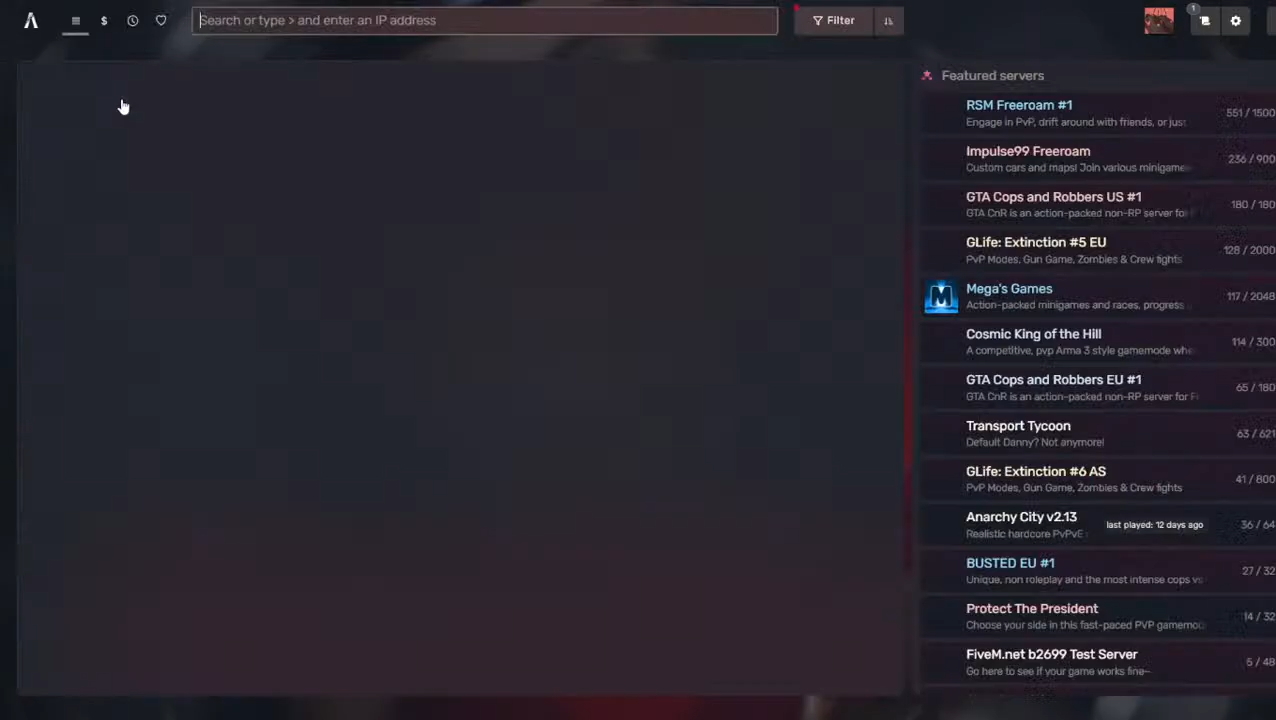 Search or type > and enter an IP address
Filter
1
Featured servers
RSM Freeroam #1
Engage in PvP, drift around with friends, or just
551 / 1500
Impulse99 Freeroam
Custom cars and maps! Join various minigame
236 / 900
GTA Cops and Robbers US #1
GTA CnR is an action-packed non-RP server fo
180 / 180
GLife: Extinction #5 EU
PvP Modes, Gun Game, Zombies & Crew fights
128 / 2000
Mega's Games
Action-packed minigames and races, progress
117 / 2048
Cosmic King of the Hill
A competitive, pvp Arma 3 style gamemode whe
114 / 300
GTA Cops and Robbers EU #1
GTA CnR is an action-packed non-RP server for F
65 / 180
Transport Tycoon
Default Danny? Not anymore!
63 / 621
GLife: Extinction #6 AS
PvP Modes, Gun Game, Zombies & Crew fights
41 / 800
Anarchy City v2.13
Realistic hardcore PvPvE
last played: 12 days ago
36 / 64
BUSTED EU #1
Unique, non roleplay and the most intense cops vs
27 / 32
Protect The President
Choose your side in this fast-paced PVP gamemo
14 / 32
FiveM.net b2699 Test Server
Go here to see if your game works fine~
5 / 48